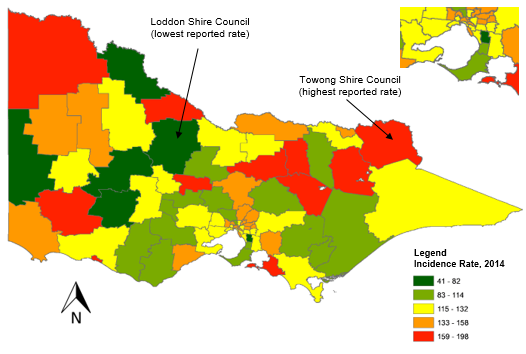 Loddon Shire Council
(lowest reported rate)
Towong Shire Council
(highest reported rate)
N
Legend
Incidence Rate, 2014
41 - 82
83 - 114
115 - 132
133 - 158
159 - 198